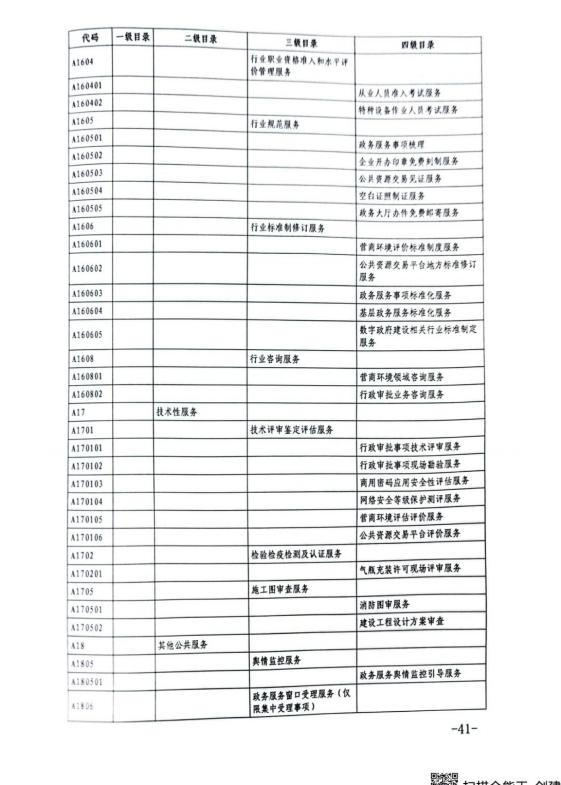 代码 一级目录 二级目录 三级目录 四级目录
A1604 行业职业资格准入和水平评
价管理服务
A160401 从业人员准入考试服务
A160402 特种设备作业人员考试服务
A1605 行业规范服务
A160501 政务服务事项梳理
A160502 企业开办印章免费刻制服务
A160503 公共资源交易见证服务
A160504 空白证照制证服务
A160505 政务大厅办件免费邮寄服务
A1606 行业标准制修订服务
A160601 营商环境评价标准制度服务
A160602 公共资源交易平台地方标准修订
服务
A160603 政务服务事项标准化服务
A160604 基层政务服务标准化服务
A160605 数字政府建设相关行业标准制定
服务
A1608 行业咨询服务
A160801 营商环境领域咨询服务
A160802 行政审批业务咨询服务
A17 技术性服务
A1701 技术评审鉴定评估服务
A170101 行政审批事项技术评审服务
A170102 行政审批事项现场勘验服务
A170103 商用密码应用安全性评估服务
A170104 网络安全等级保护测评服务
A170105 营商环境评估评价服务
A170106 公共资源交易平台评价服务
A1702 检验检疫检测及认证服务
A170201 气瓶充装许可现场评审服务
A1705 施工图审查服务
A170501 消防图审服务
A170502 建设工程设计方案审查
A18 其他公共服务
A1805 舆情监控服务
A180501 政务服务舆情监控引导服务
A1806 政务服务窗口受理服务（仅
限集中受理事项）
-41-